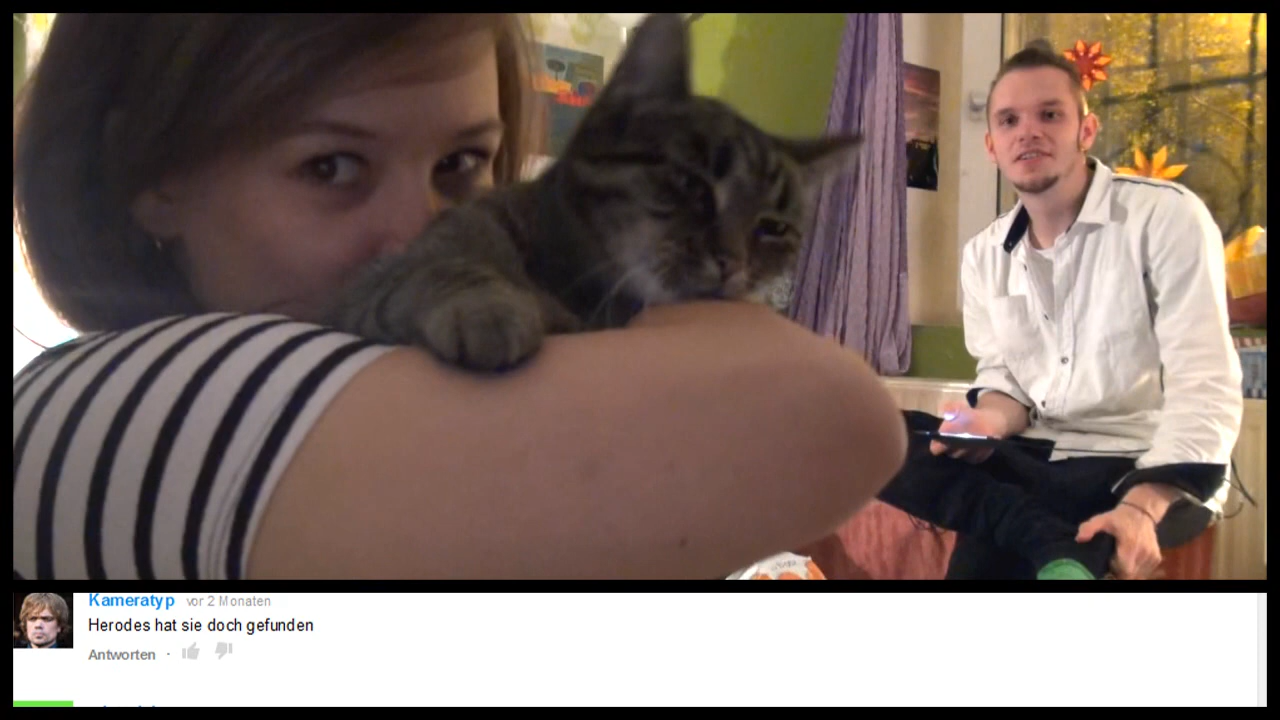 Kameratyp vor 2 Monaten
Herodes hat sie doch gefunden
Antworten ·